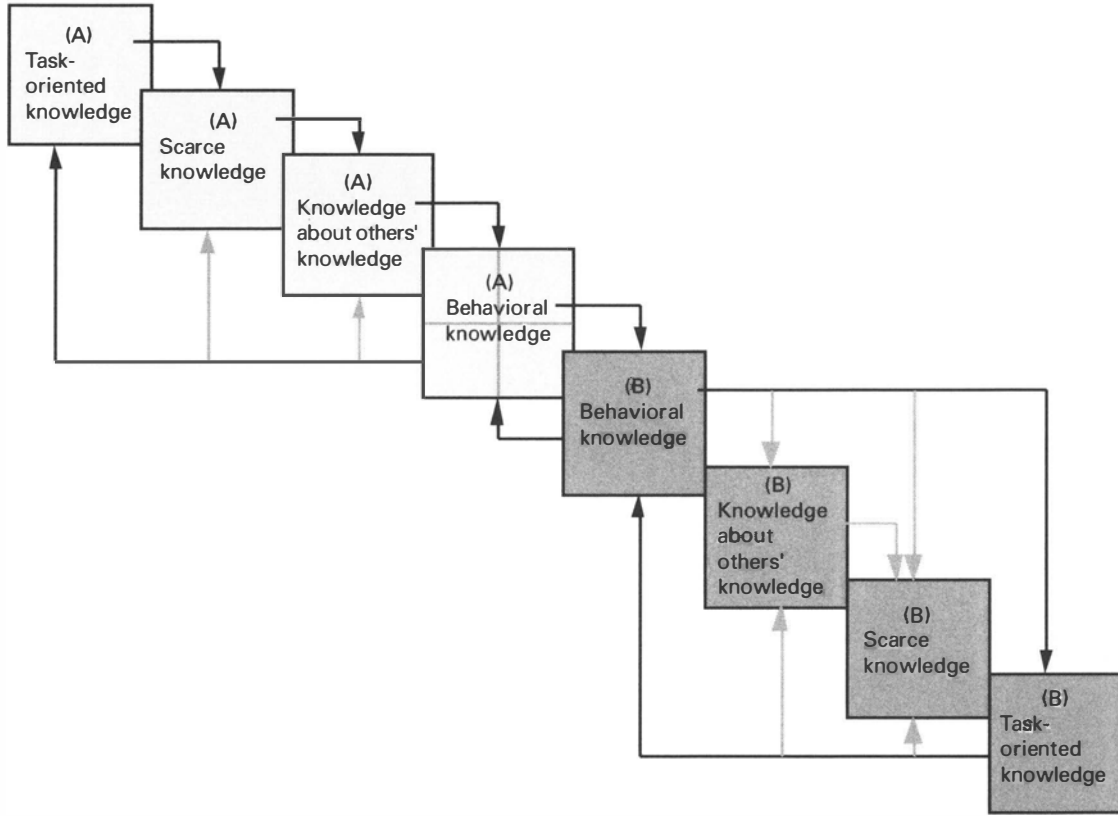 (A)
Task-
oriented
knowledge
(A)
Scarce
knowledge
(A)
Knowledge
about others'
knowledge
(A)
Behavioral
knowledge
(B)
Behavioral
knowledge
(B)
Knowledge
about
others'
knowledge
(B)
Scarce
knowledge
(B)
Task-
oriented
knowledge